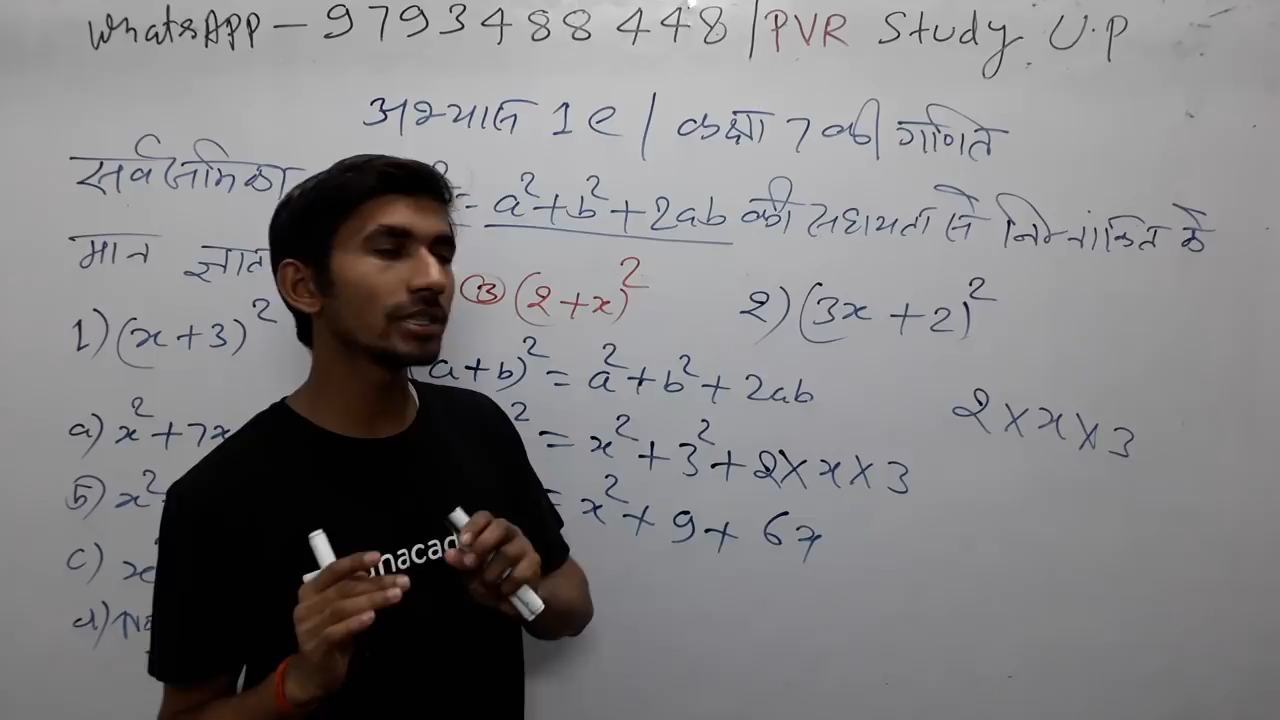 WhatsApp - 9793488448 / PVR Study U.P
अभ्यास 1e / कक्षा 7 की गणित
सर्वसमिका = a²+b²+2ab की सहायता से निम्नांकित के
मान ज्ञात
1) (x+3)² ③ (2+x)² 2) (3x+2)²
(a+b)² = a²+b²+2ab
a) x²+7x ² = x²+3²+2×x×3 2×x×3
b) x² = x²+9+6x
c) x
d)
unacad